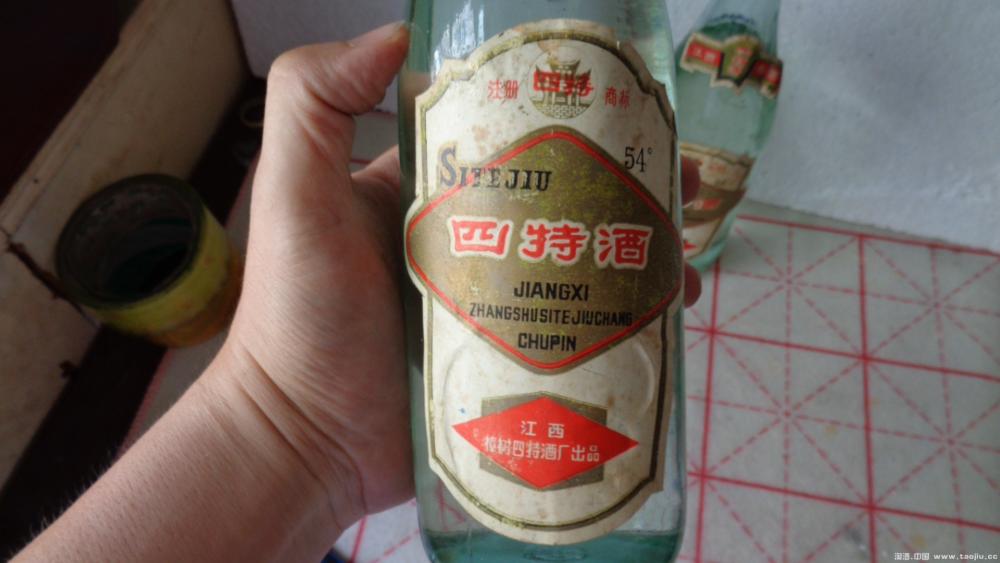 注册 四特 商标
SITEJIU 54°
四特酒
JIANGXI
ZHANGSHUSITEJIUCHANG
CHUPIN
江西
樟树四特酒厂出品
淘酒.中国 www.taojiu.cc